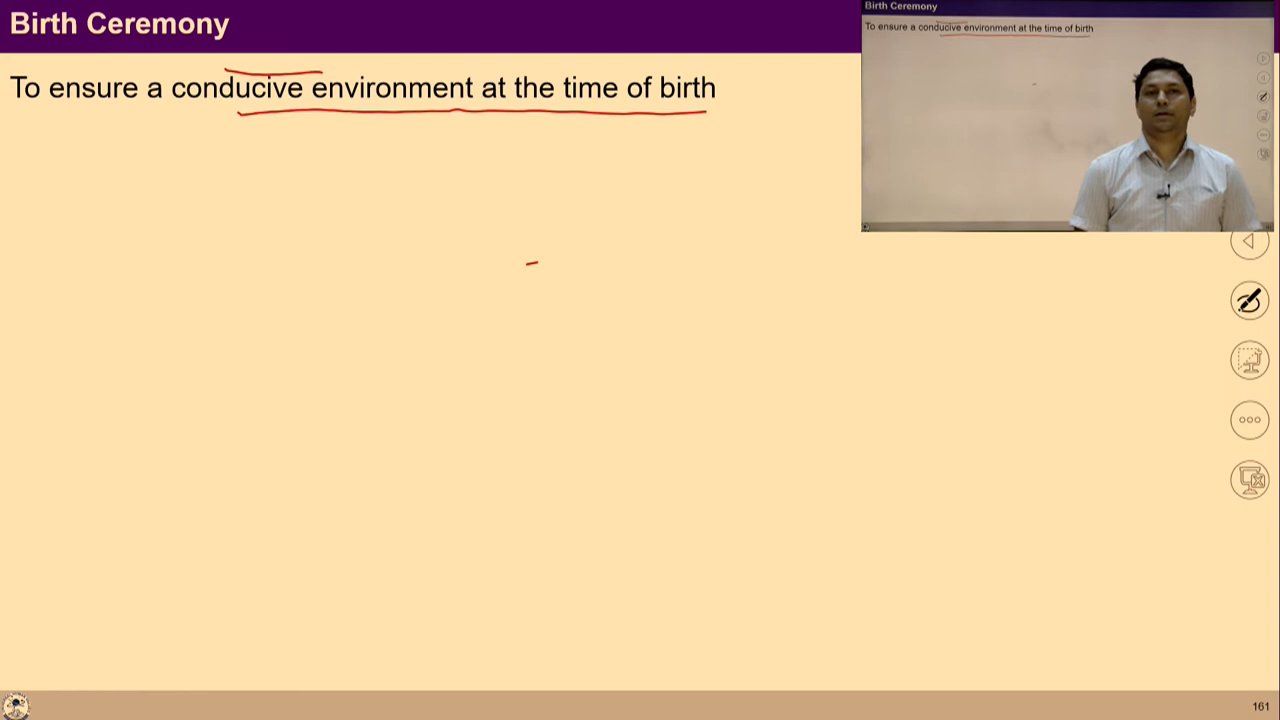 Birth Ceremony
To ensure a conducive environment at the time of birth
Birth Ceremony
To ensure a conducive environment at the time of birth
161